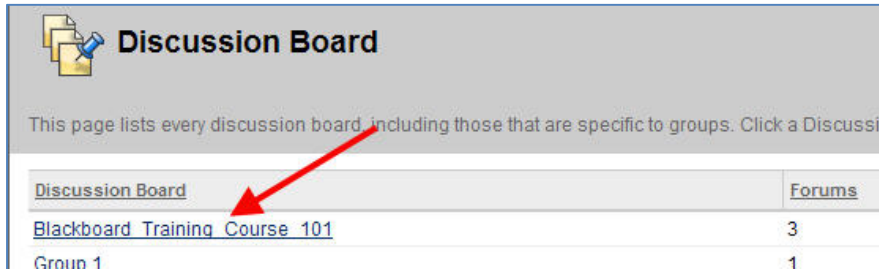 Discussion Board
This page lists every discussion board, including those that are specific to groups. Click a Discussi
Discussion Board Forums
Blackboard_Training_Course_101 3
Group 1 1